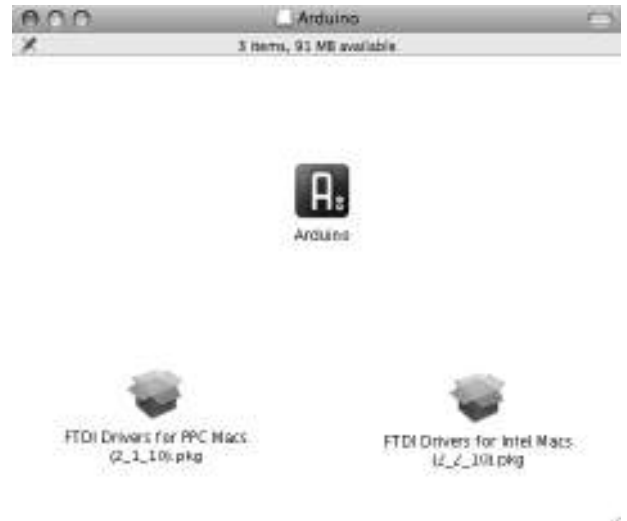 Arduino
3 items, 91 MB available
A
Arduino
FTDI Drivers for PPC Macs
(2_1_10).pkg
FTDI Drivers for Intel Macs
(2_2_10).pkg